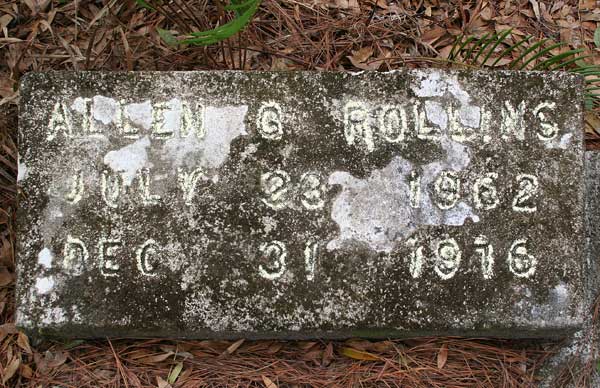 ALLEN G ROLLINS
JULY 23 1962
DEC 31 1976